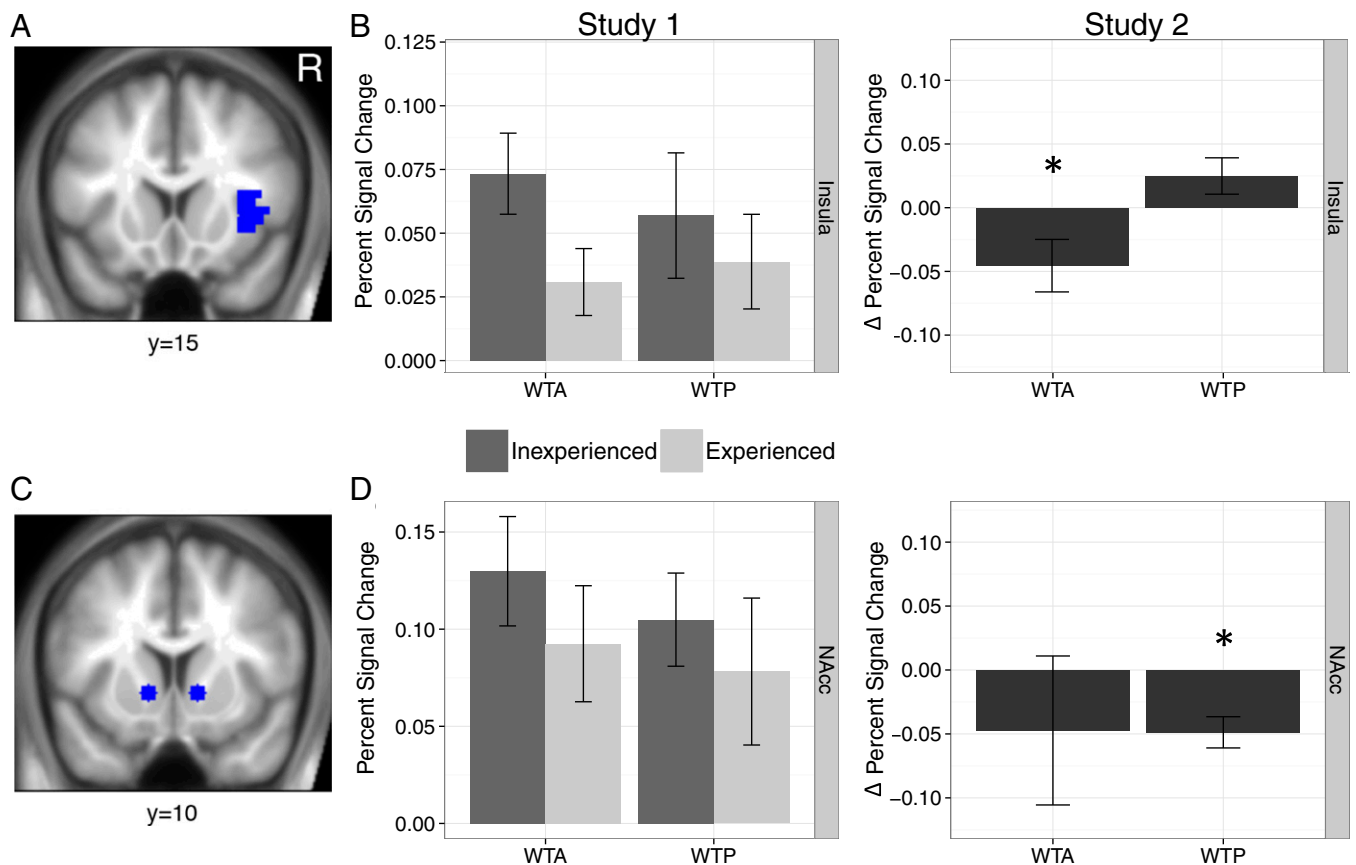 A
R
y=15
B
Study 1
Percent Signal Change
0.125
0.100
0.075
0.050
0.025
0.000
WTA
WTP
Insula
Study 2
Δ Percent Signal Change
0.10
0.05
0.00
−0.05
−0.10
*
WTA
WTP
Insula
Inexperienced
Experienced
C
y=10
D
Percent Signal Change
0.15
0.10
0.05
0.00
WTA
WTP
NAcc
Δ Percent Signal Change
0.10
0.05
0.00
−0.05
−0.10
*
WTA
WTP
NAcc